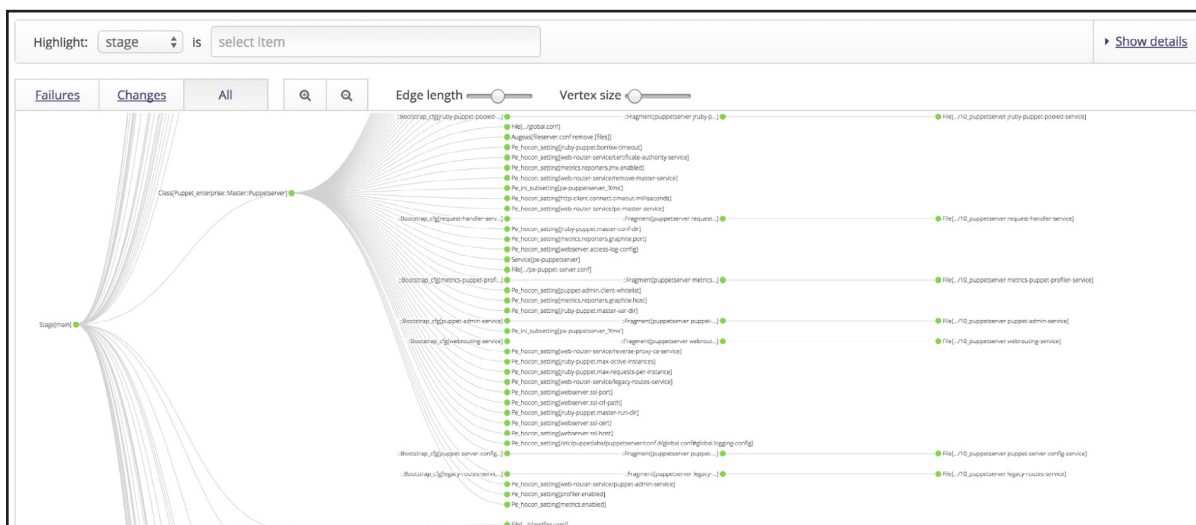 Highlight: stage is select item Show details
Failures Changes All Edge length Vertex size
::Bootstrap_cfg[jruby-puppet-pooled-...] ::Fragment[puppetserver jruby-p...] File[.../10_puppetserver jruby-puppet-pooled-service]
File[.../global.conf]
Augeas[fileserver.conf remove [files]]
Pe_hocon_setting[jruby-puppet.borrow-timeout]
Pe_hocon_setting[web-router-service/certificate-authority-service]
Pe_hocon_setting[metrics.reporters.jmx.enabled]
Pe_hocon_setting[web-router-service/remove-master-service]
Pe_ini_subsetting[pe-puppetserver_'Xms']
Class[Puppet_enterprise::Master::Puppetserver]
Pe_hocon_setting[http-client.connect-timeout-milliseconds]
Pe_hocon_setting[web-router-service/pe-master-service]
::Bootstrap_cfg[request-handler-serv...] ::Fragment[puppetserver request...] File[.../10_puppetserver request-handler-service]
Pe_hocon_setting[jruby-puppet.master-conf-dir]
Pe_hocon_setting[metrics.reporters.graphite.port]
Pe_hocon_setting[webserver.access-log-config]
Service[pe-puppetserver]
File[.../pe-puppet-server.conf]
::Bootstrap_cfg[metrics-puppet-profi...] ::Fragment[puppetserver metrics...] File[.../10_puppetserver metrics-puppet-profiler-service]
Pe_hocon_setting[puppet-admin.client-whitelist]
Pe_hocon_setting[metrics.reporters.graphite.host]
Pe_hocon_setting[jruby-puppet.master-var-dir]
::Bootstrap_cfg[puppet-admin-service] ::Fragment[puppetserver puppet-...] File[.../10_puppetserver puppet-admin-service]
Stage[main]
Pe_ini_subsetting[pe-puppetserver_'Xmx']
::Bootstrap_cfg[webrouting-service] ::Fragment[puppetserver webrout...] File[.../10_puppetserver webrouting-service]
Pe_hocon_setting[web-router-service/reverse-proxy-ca-service]
Pe_hocon_setting[jruby-puppet.max-active-instances]
Pe_hocon_setting[jruby-puppet.max-requests-per-instance]
Pe_hocon_setting[web-router-service/legacy-routes-service]
Pe_hocon_setting[webserver.ssl-port]
Pe_hocon_setting[webserver.ssl-crl-path]
Pe_hocon_setting[jruby-puppet.master-run-dir]
Pe_hocon_setting[webserver.ssl-cert]
Pe_hocon_setting[webserver.ssl-host]
Pe_hocon_setting[/etc/puppetlabs/puppetserver/conf.d/global.conf#global.logging-config]
::Bootstrap_cfg[puppet-server-config...] ::Fragment[puppetserver puppet-...] File[.../10_puppetserver puppet-server-config-service]
::Bootstrap_cfg[legacy-routes-servic...] ::Fragment[puppetserver legacy-...] File[.../10_puppetserver legacy-routes-service]
Pe_hocon_setting[web-router-service/puppet-admin-service]
Pe_hocon_setting[profiler.enabled]
Pe_hocon_setting[metrics.enabled]